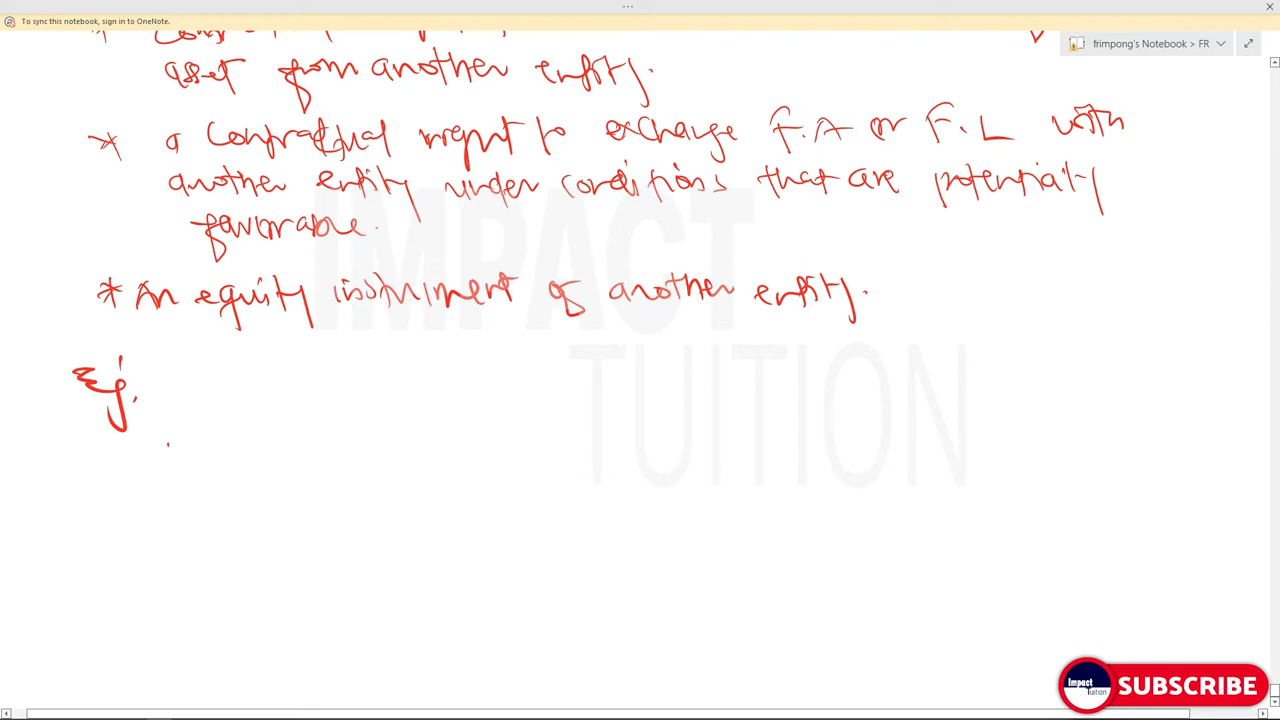 To sync this notebook, sign in to OneNote.
frimpong's Notebook > FR
asset from another entity.
* a contractual right to exchange F.A or F.L with
another entity under conditions that are potentially
favorable.
* An equity instrument of another entity.
Eg.
IMPACT
TUITION
Impact
Tuition
SUBSCRIBE